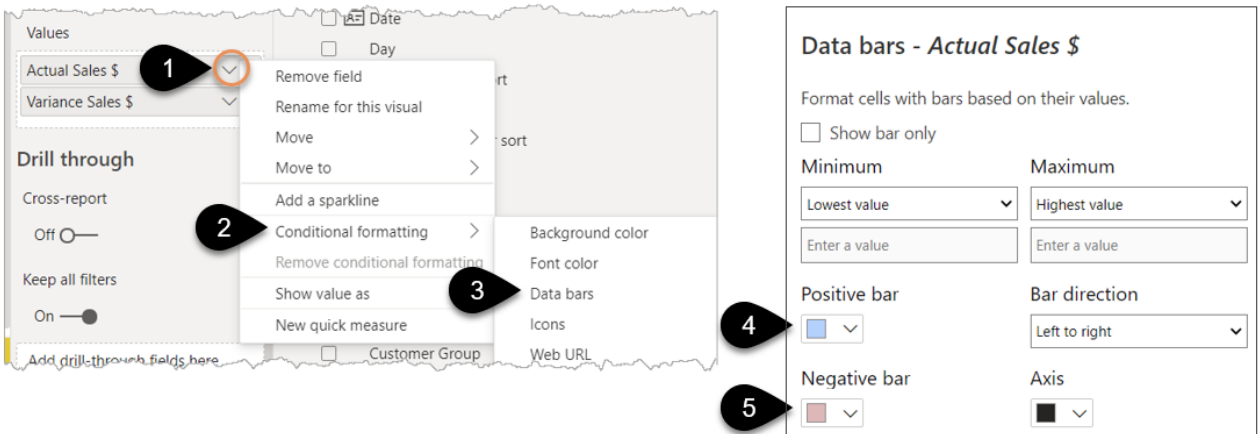 Values
Actual Sales $
1
Variance Sales $
Drill through
Cross-report
Off
Keep all filters
On
Add drill-through fields here
Date
Day
rt
sort
Customer Group
Remove field
Rename for this visual
Move
Move to
Add a sparkline
2
Conditional formatting
Remove conditional formatting
Show value as
New quick measure
Background color
Font color
3
Data bars
Icons
Web URL
Data bars - Actual Sales $
Format cells with bars based on their values.
Show bar only
Minimum Maximum
Lowest value Highest value
Enter a value Enter a value
Positive bar Bar direction
4
Left to right
Negative bar Axis
5